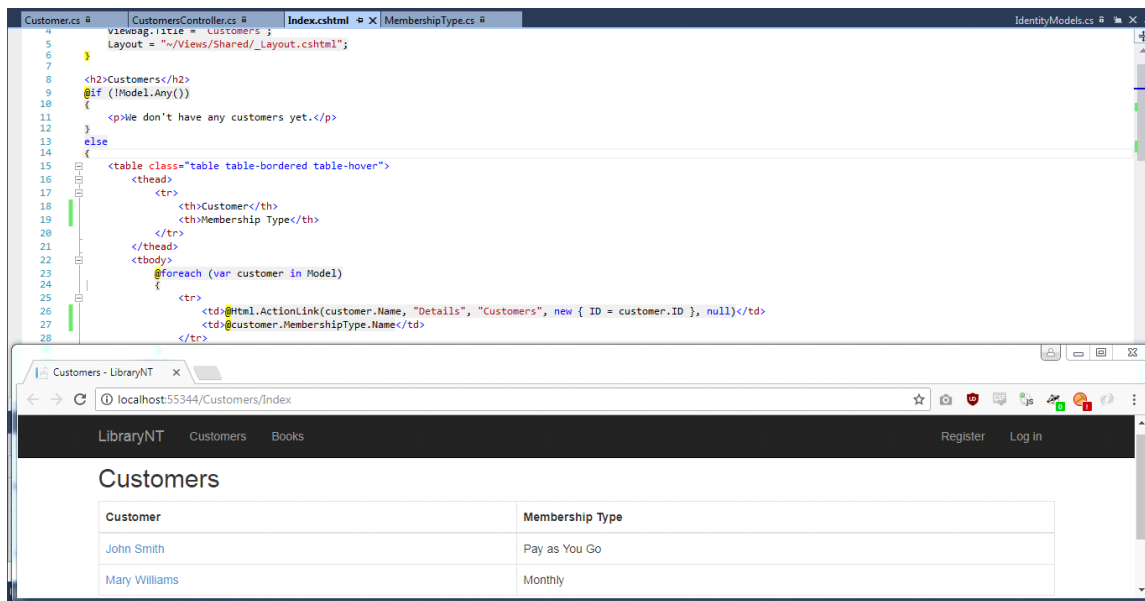 Customer.cs CustomersController.cs Index.cshtml MembershipType.cs IdentityModels.cs
4 ViewBag.Title = "Customers";
5 Layout = "~/Views/Shared/_Layout.cshtml";
6 }
7
8 <h2>Customers</h2>
9 @if (!Model.Any())
10 {
11 <p>We don't have any customers yet.</p>
12 }
13 else
14 {
15 <table class="table table-bordered table-hover">
16 <thead>
17 <tr>
18 <th>Customer</th>
19 <th>Membership Type</th>
20 </tr>
21 </thead>
22 <tbody>
23 @foreach (var customer in Model)
24 {
25 <tr>
26 <td>@Html.ActionLink(customer.Name, "Details", "Customers", new { ID = customer.ID }, null)</td>
27 <td>@customer.MembershipType.Name</td>
28 </tr>
Customers - LibraryNT
localhost:55344/Customers/Index
LibraryNT Customers Books Register Log in
Customers
Customer Membership Type
John Smith Pay as You Go
Mary Williams Monthly